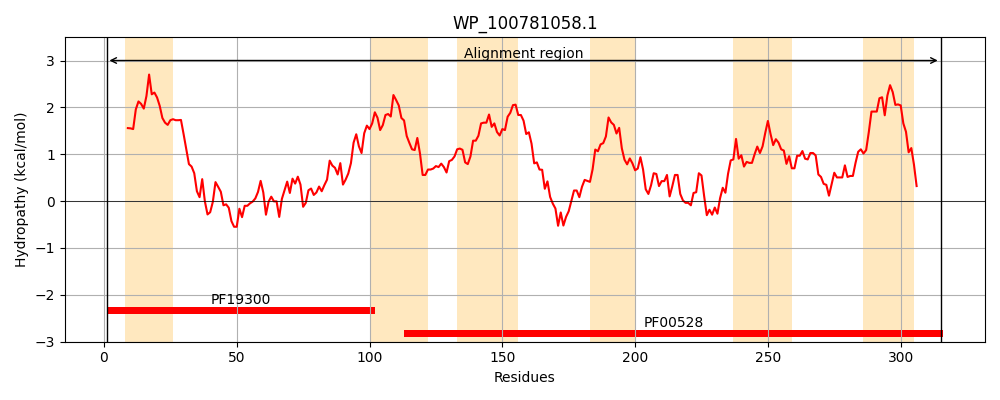 WP_100781058.1
Hydropathy (kcal/mol)
3
2
1
0
−1
−2
−3
Alignment region
PF19300
PF00528
0 50 100 150 200 250 300
Residues